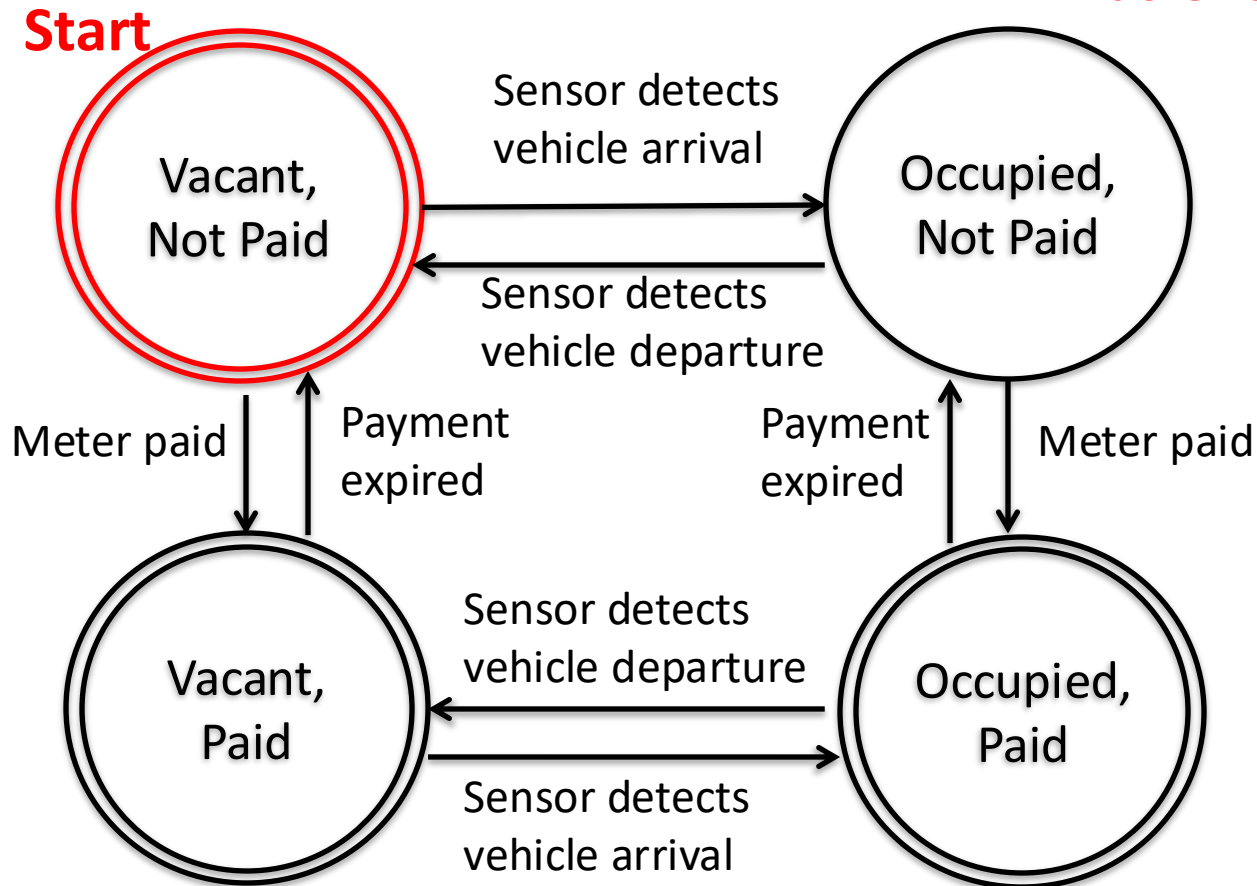 Start
Sensor detects
vehicle arrival
Vacant,
Not Paid
Occupied,
Not Paid
Sensor detects
vehicle departure
Meter paid
Payment
expired
Payment
expired
Meter paid
Sensor detects
vehicle departure
Vacant,
Paid
Occupied,
Paid
Sensor detects
vehicle arrival